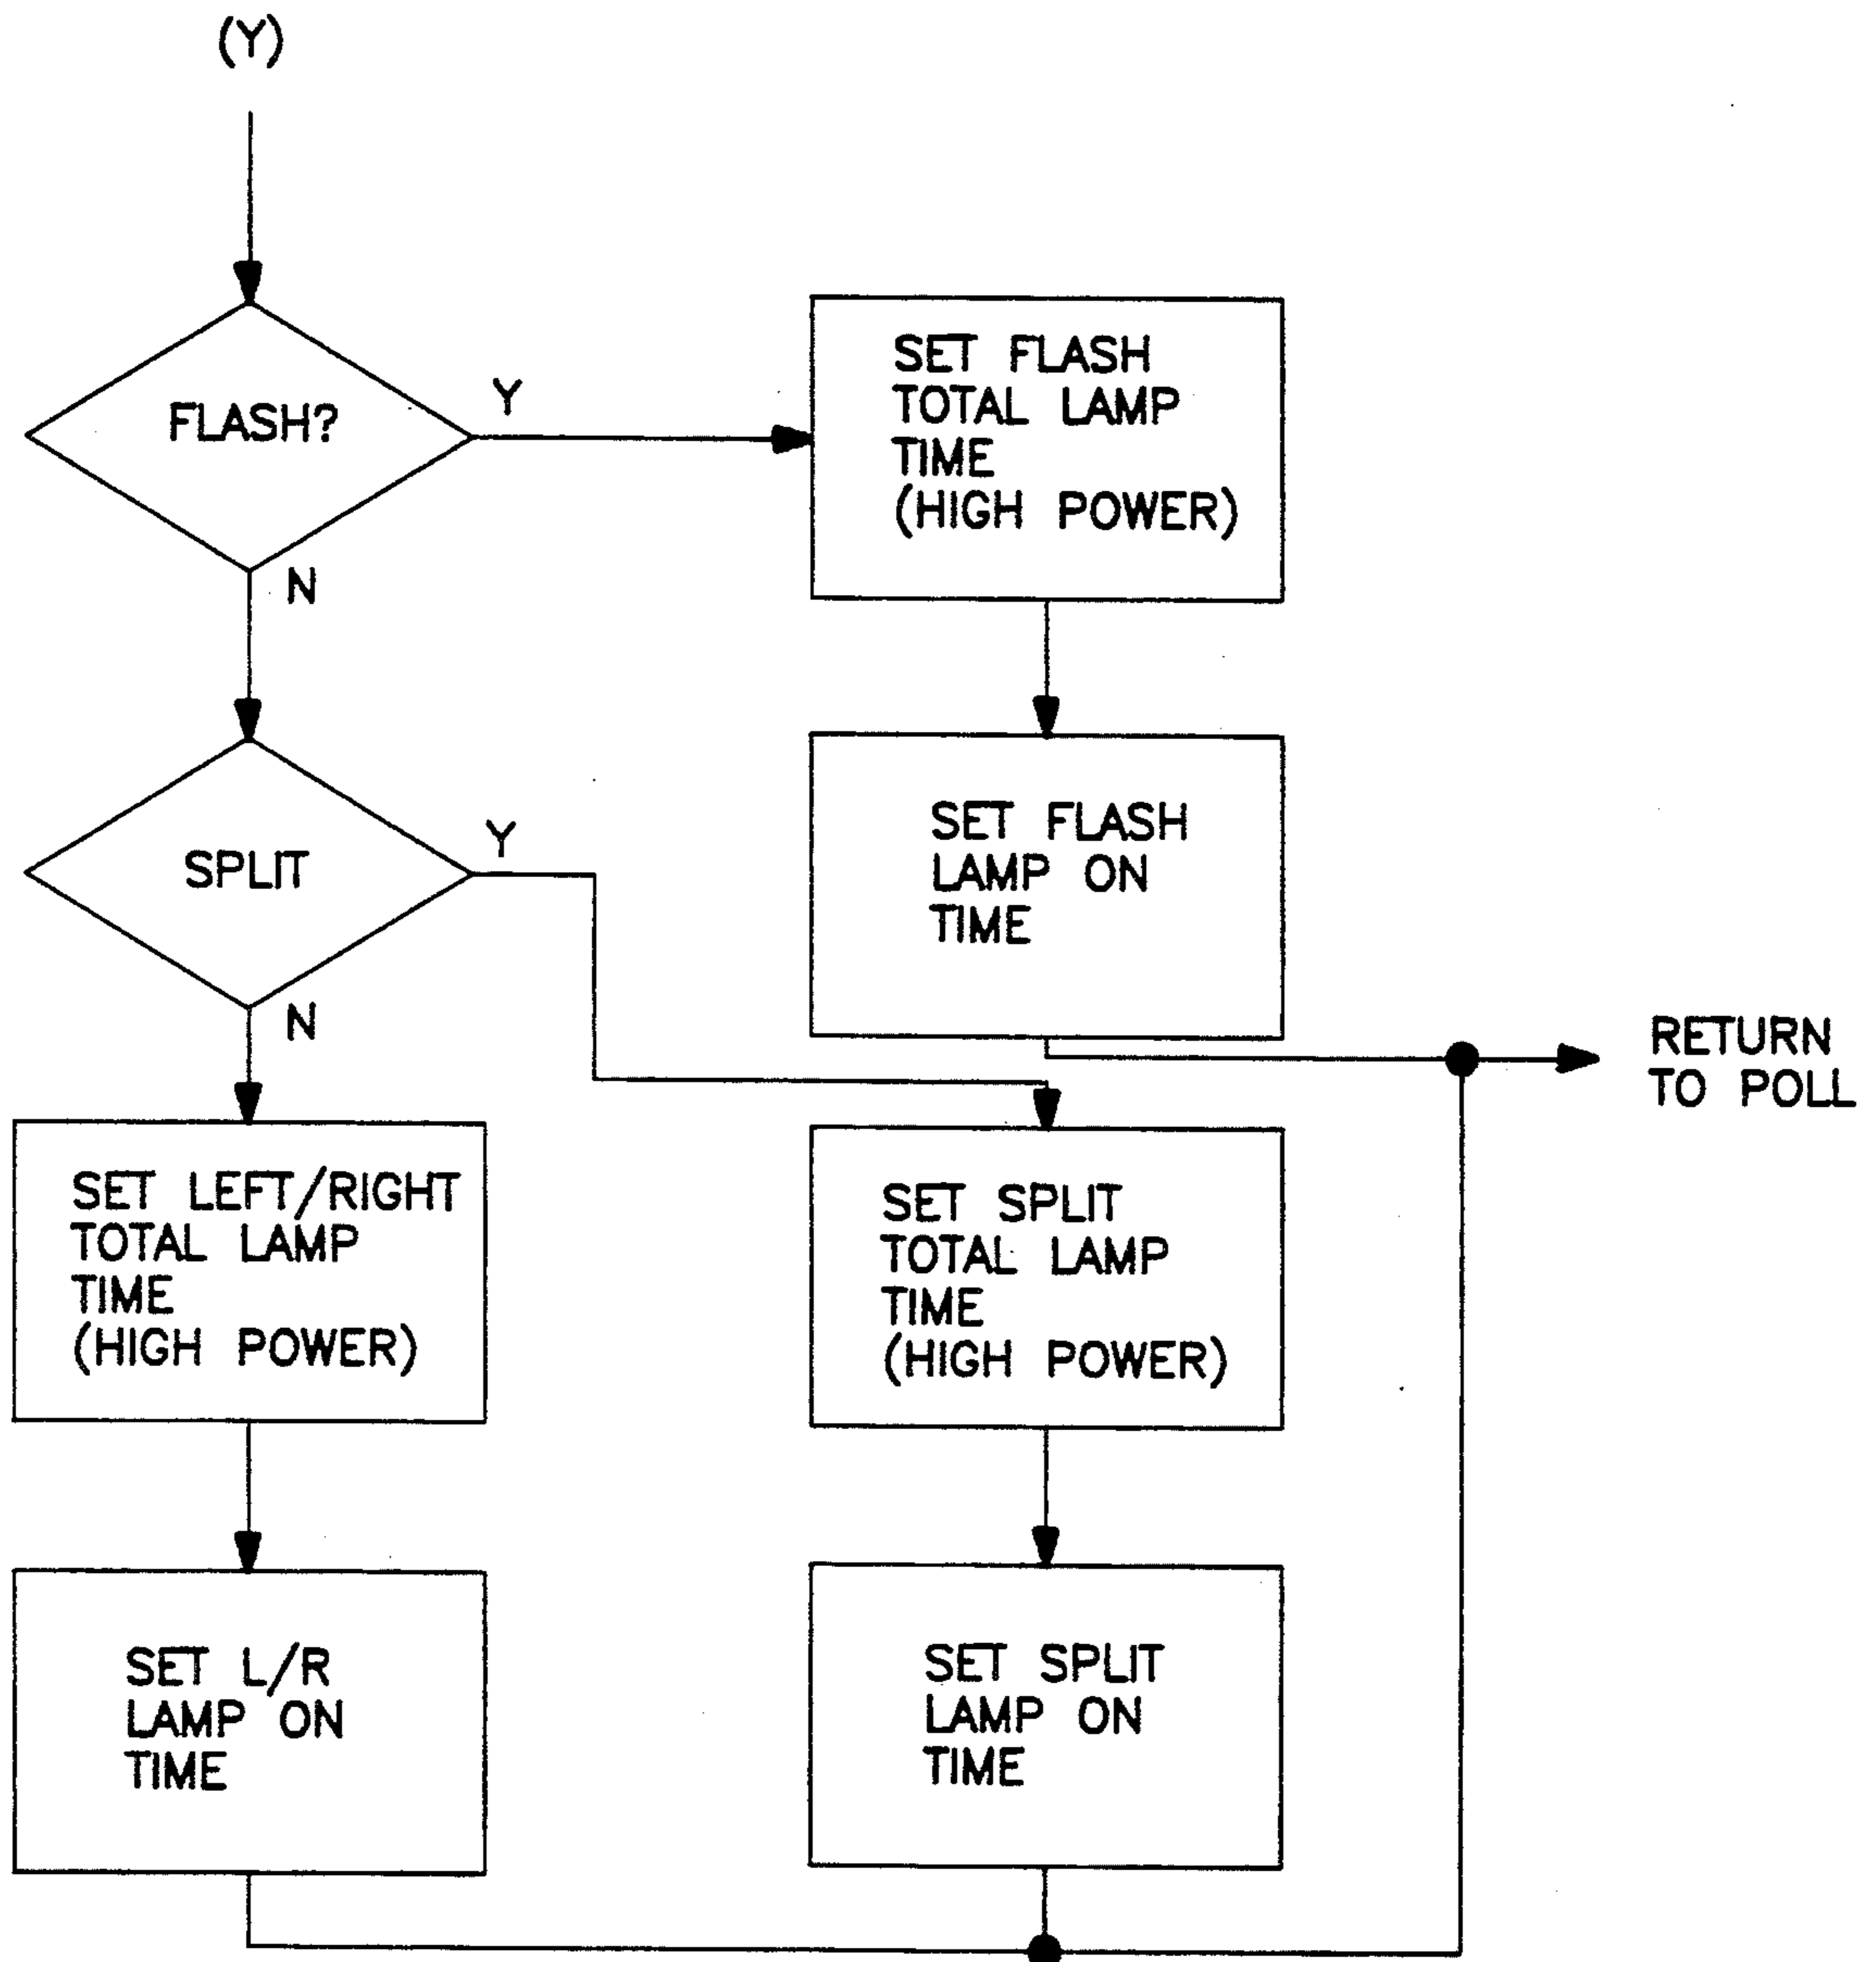 (Y)
FLASH?
Y
N
SET FLASH
TOTAL LAMP
TIME
(HIGH POWER)
SET FLASH
LAMP ON
TIME
SPLIT
Y
N
RETURN
TO POLL
SET LEFT/RIGHT
TOTAL LAMP
TIME
(HIGH POWER)
SET SPLIT
TOTAL LAMP
TIME
(HIGH POWER)
SET L/R
LAMP ON
TIME
SET SPLIT
LAMP ON
TIME